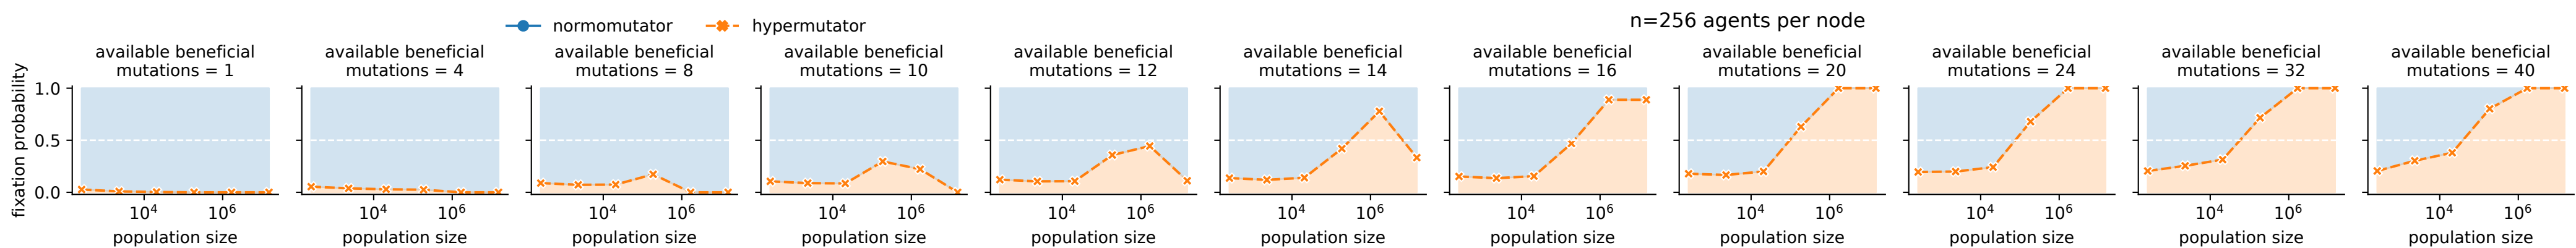 normomutator hypermutator
n=256 agents per node
available beneficial mutations = 1
available beneficial mutations = 4
available beneficial mutations = 8
available beneficial mutations = 10
available beneficial mutations = 12
available beneficial mutations = 14
available beneficial mutations = 16
available beneficial mutations = 20
available beneficial mutations = 24
available beneficial mutations = 32
available beneficial mutations = 40
fixation probability
1.0
0.5
0.0
10⁴ 10⁶
10⁴ 10⁶
10⁴ 10⁶
10⁴ 10⁶
10⁴ 10⁶
10⁴ 10⁶
10⁴ 10⁶
10⁴ 10⁶
10⁴ 10⁶
10⁴ 10⁶
10⁴ 10⁶
population size
population size
population size
population size
population size
population size
population size
population size
population size
population size
population size